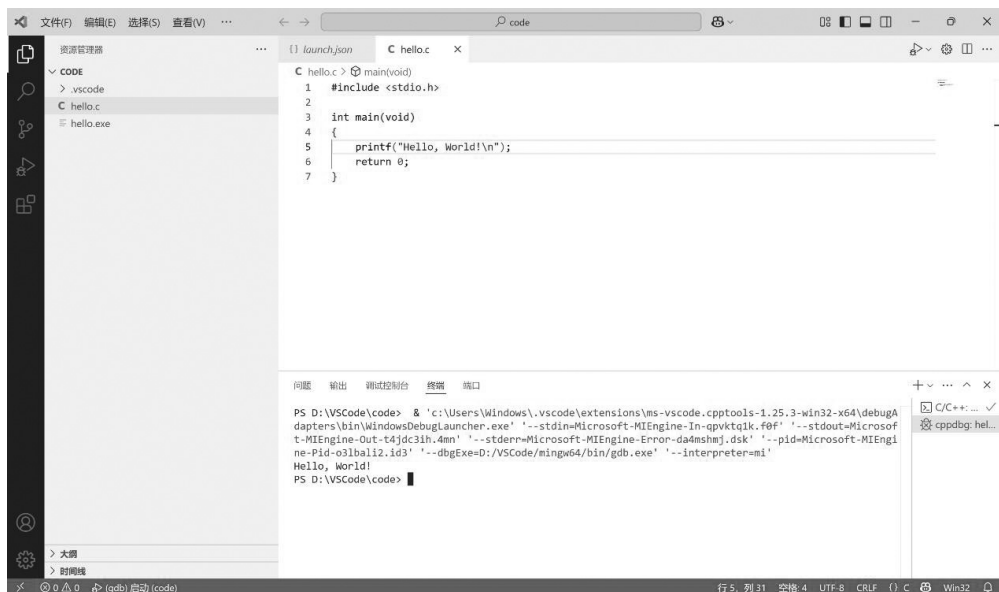 文件(F) 编辑(E) 选择(S) 查看(V) ··· code
资源管理器 ···
CODE
.vscode
C hello.c
hello.exe
大纲
时间线
{} launch.json C hello.c ×
C hello.c > main(void)
1 #include <stdio.h>
2
3 int main(void)
4 {
5 printf("Hello, World!\n");
6 return 0;
7 }
问题 输出 调试控制台 终端 端口
PS D:\VSCode\code> & 'c:\Users\Windows\.vscode\extensions\ms-vscode.cpptools-1.25.3-win32-x64\debugA
dapters\bin\WindowsDebugLauncher.exe' '--stdin=Microsoft-MIEngine-In-qpvktq1k.f0f' '--stdout=Microsof
t-MIEngine-Out-t4jdc3ih.4mn' '--stderr=Microsoft-MIEngine-Error-da4mshmj.dsk' '--pid=Microsoft-MIEngi
ne-Pid-o3lbali2.id3' '--dbgExe=D:/VSCode/mingw64/bin/gdb.exe' '--interpreter=mi'
Hello, World!
PS D:\VSCode\code>
C/C++: ...
cppdbg: hel...
0 0 (gdb) 启动 (code) 行 5, 列 31 空格: 4 UTF-8 CRLF {} C Win32